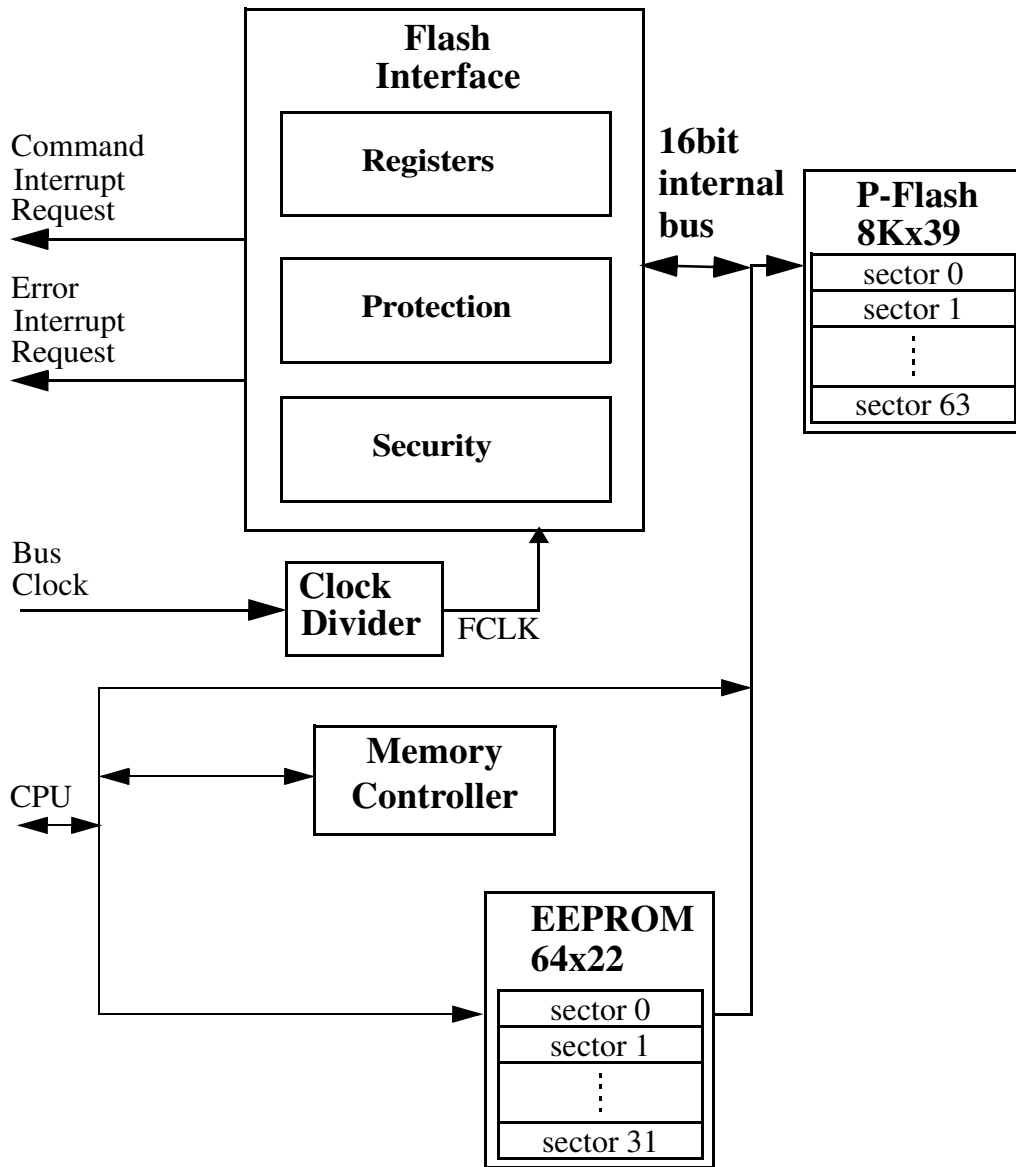 Flash
Interface
Registers
Protection
Security
Command
Interrupt
Request
Error
Interrupt
Request
16bit
internal
bus
P-Flash
8Kx39
sector 0
sector 1
sector 63
Bus
Clock
Clock
Divider
FCLK
Memory
Controller
CPU
EEPROM
64x22
sector 0
sector 1
sector 31